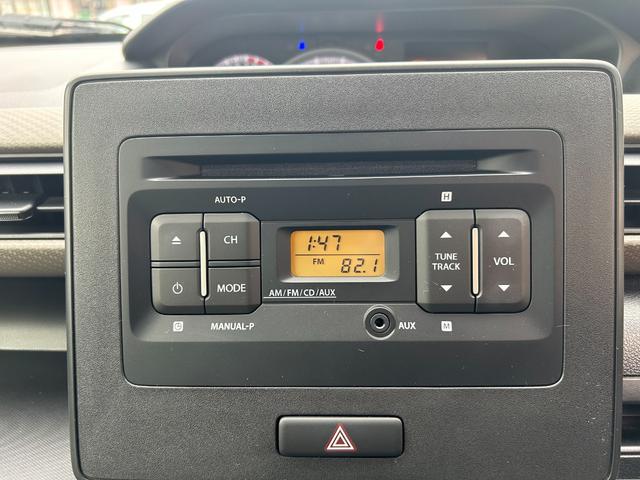 AUTO-P
H
CH
MODE
1:47
FM 82.1
AM/FM/CD/AUX
TUNE
TRACK
VOL
MANUAL-P
AUX
M